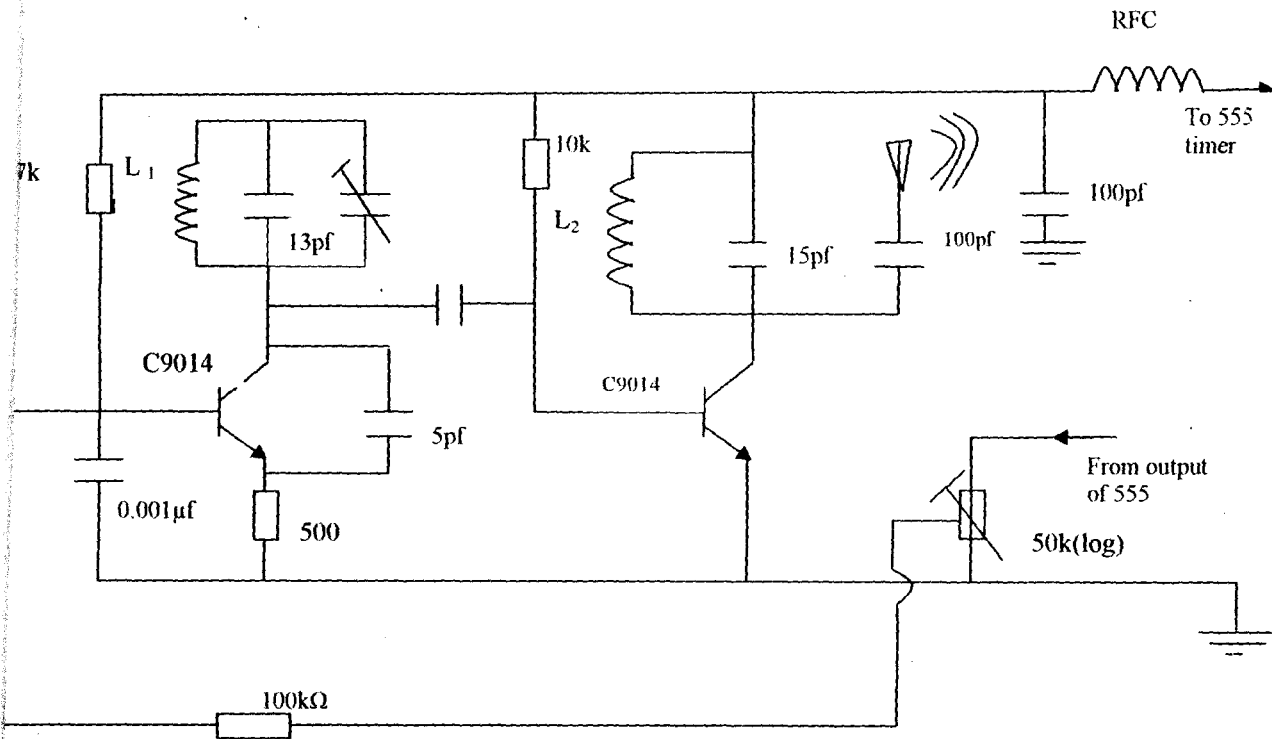 RFC
To 555
timer
7k
L 1
13pf
10k
L2
15pf
100pf
100pf
C9014
C9014
5pf
0.001µf
500
From output
of 555
50k(log)
100kΩ